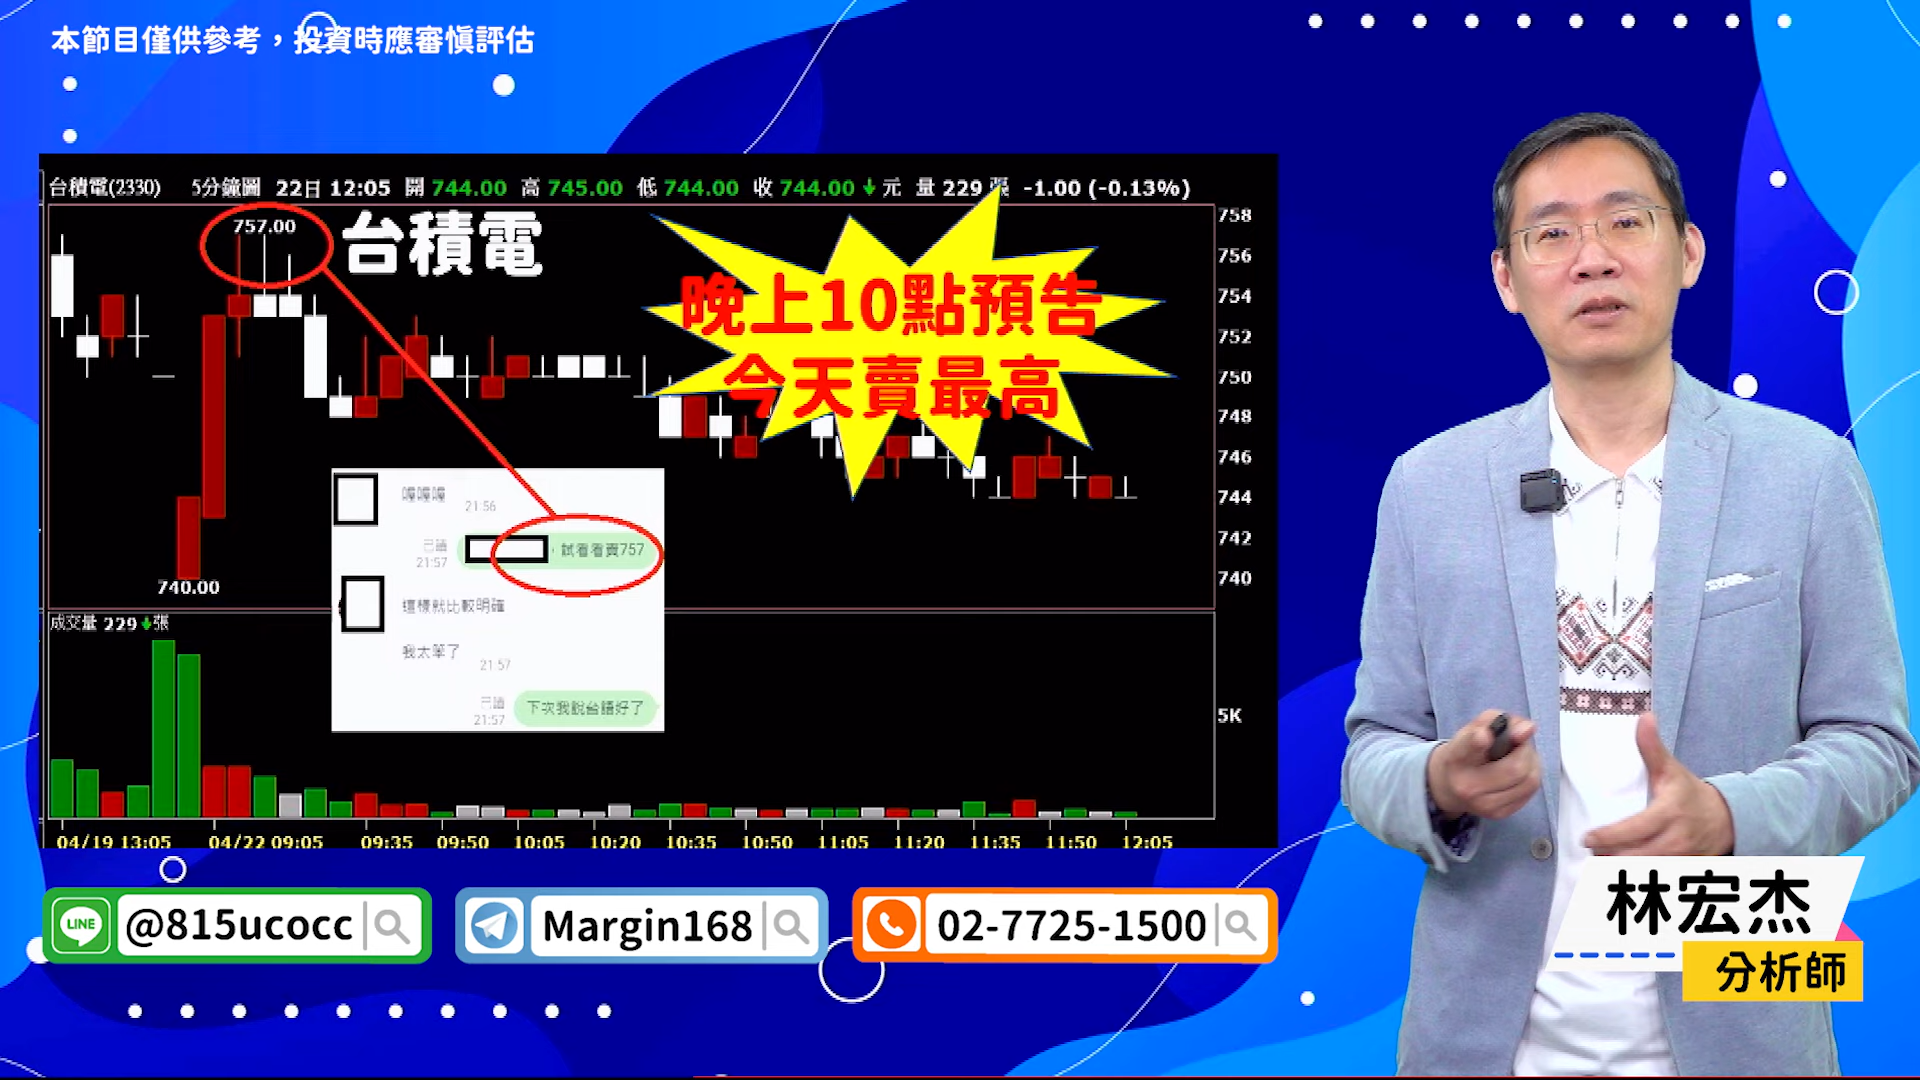 本節目僅供參考，投資時應審慎評估
台積電(2330) 5分鐘圖 22日 12:05 開 744.00 高 745.00 低 744.00 收 744.00 ↓ 元 量 229 張 -1.00 (-0.13%)
757.00
台積電
晚上10點預告
今天賣最高
758
756
754
752
750
748
746
744
742
740
740.00
喔喔喔
21:56
已讀
21:57
，試看看賣757
這樣就比較明確
我太笨了
21:57
已讀
21:57
下次我說台語好了
成交量 229 ↓張
5K
04/19 13:05 04/22 09:05 09:35 09:50 10:05 10:20 10:35 10:50 11:05 11:20 11:35 11:50 12:05
LINE
@815ucocc
Margin168
02-7725-1500
林宏杰
分析師